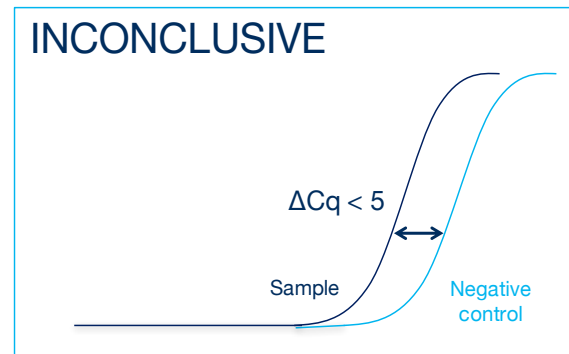 INCONCLUSIVE
ΔCq < 5
Sample
Negative
control